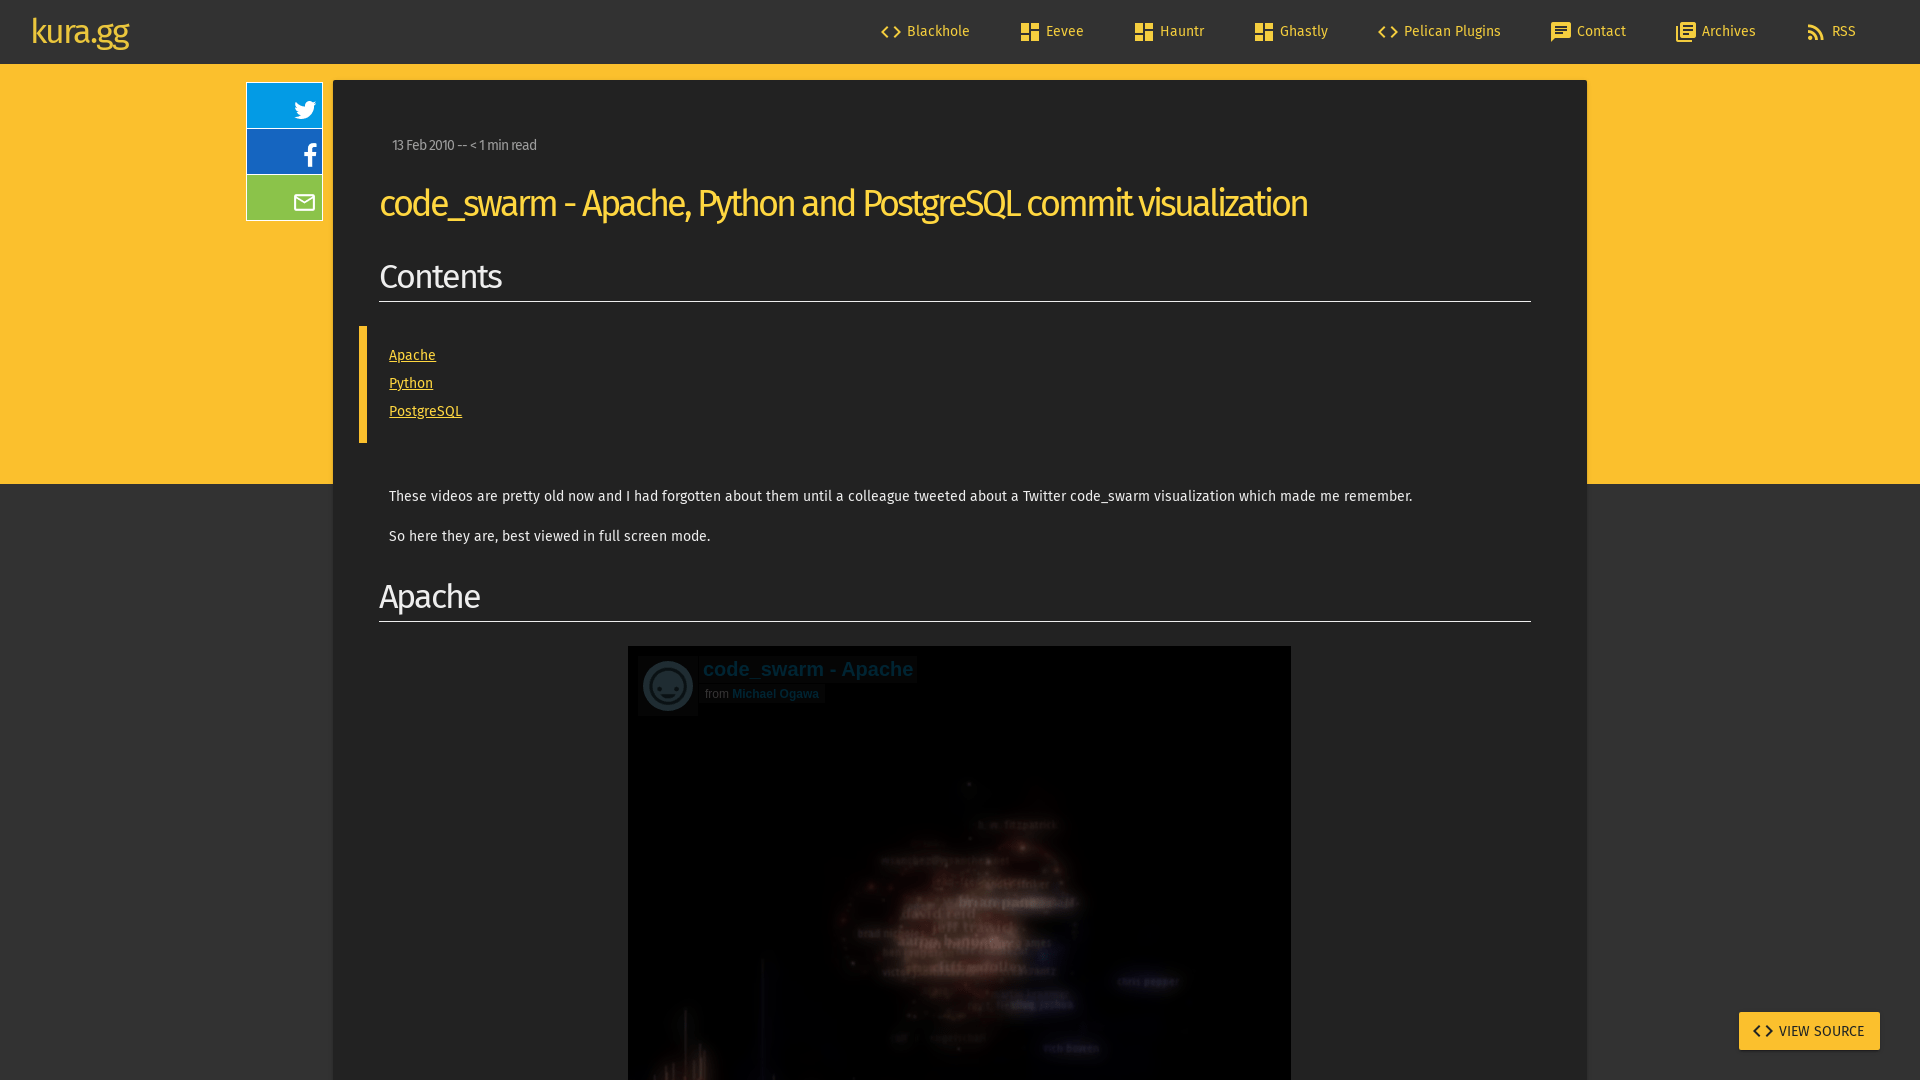 kura.gg
Blackhole
Eevee
Hauntr
Ghastly
Pelican Plugins
Contact
Archives
RSS
13 Feb 2010 -- < 1 min read
code_swarm - Apache, Python and PostgreSQL commit visualization
Contents
Apache
Python
PostgreSQL
These videos are pretty old now and I had forgotten about them until a colleague tweeted about a Twitter code_swarm visualization which made me remember.
So here they are, best viewed in full screen mode.
Apache
code_swarm - Apache
from Michael Ogawa
david reid
VIEW SOURCE